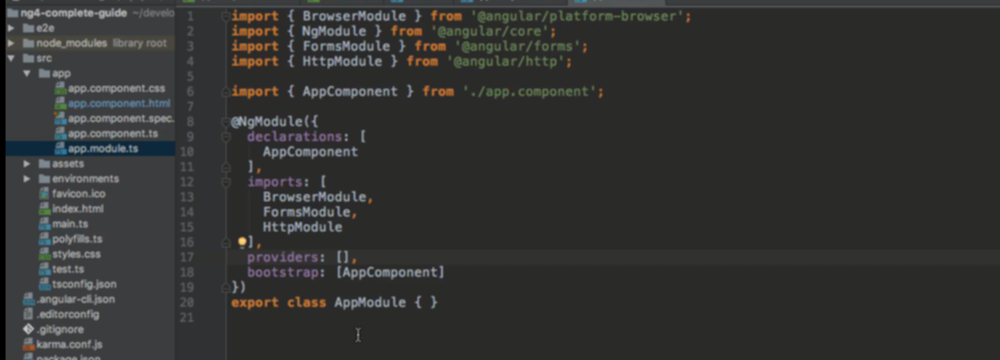 ng4-complete-guide ~/develo
e2e
node_modules library root
src
app
app.component.css
app.component.html
app.component.spec.
app.component.ts
app.module.ts
assets
environments
favicon.ico
index.html
main.ts
polyfills.ts
styles.css
test.ts
tsconfig.json
.angular-cli.json
.editorconfig
.gitignore
karma.conf.js
package.json
1 import { BrowserModule } from '@angular/platform-browser';
2 import { NgModule } from '@angular/core';
3 import { FormsModule } from '@angular/forms';
4 import { HttpModule } from '@angular/http';
5
6 import { AppComponent } from './app.component';
7
8 @NgModule({
9 declarations: [
10 AppComponent
11 ],
12 imports: [
13 BrowserModule,
14 FormsModule,
15 HttpModule
16 ],
17 providers: [],
18 bootstrap: [AppComponent]
19 })
20 export class AppModule { }
21